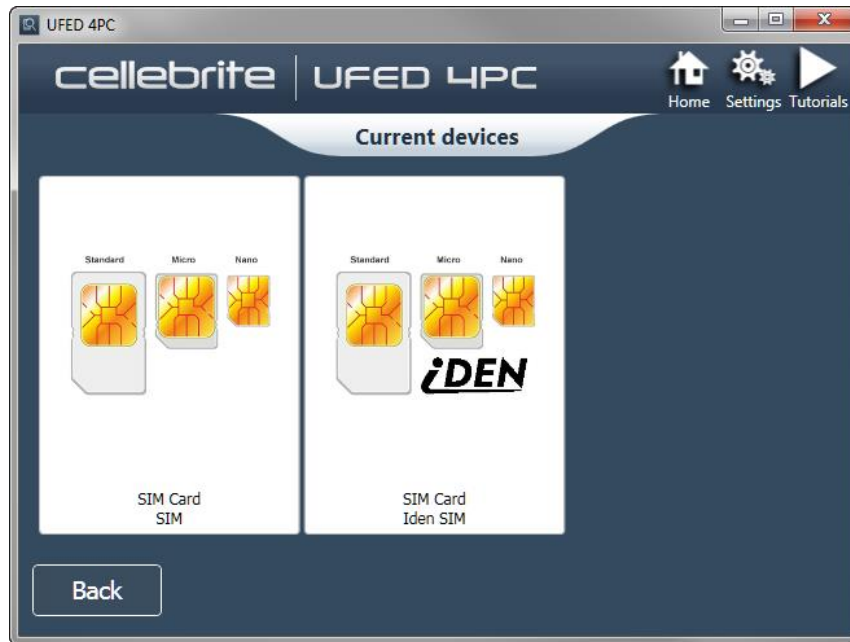 UFED 4PC
cellebrite UFED 4PC
Home Settings Tutorials
Current devices
Standard Micro Nano
Standard Micro Nano
iDEN
SIM Card
SIM
SIM Card
Iden SIM
Back